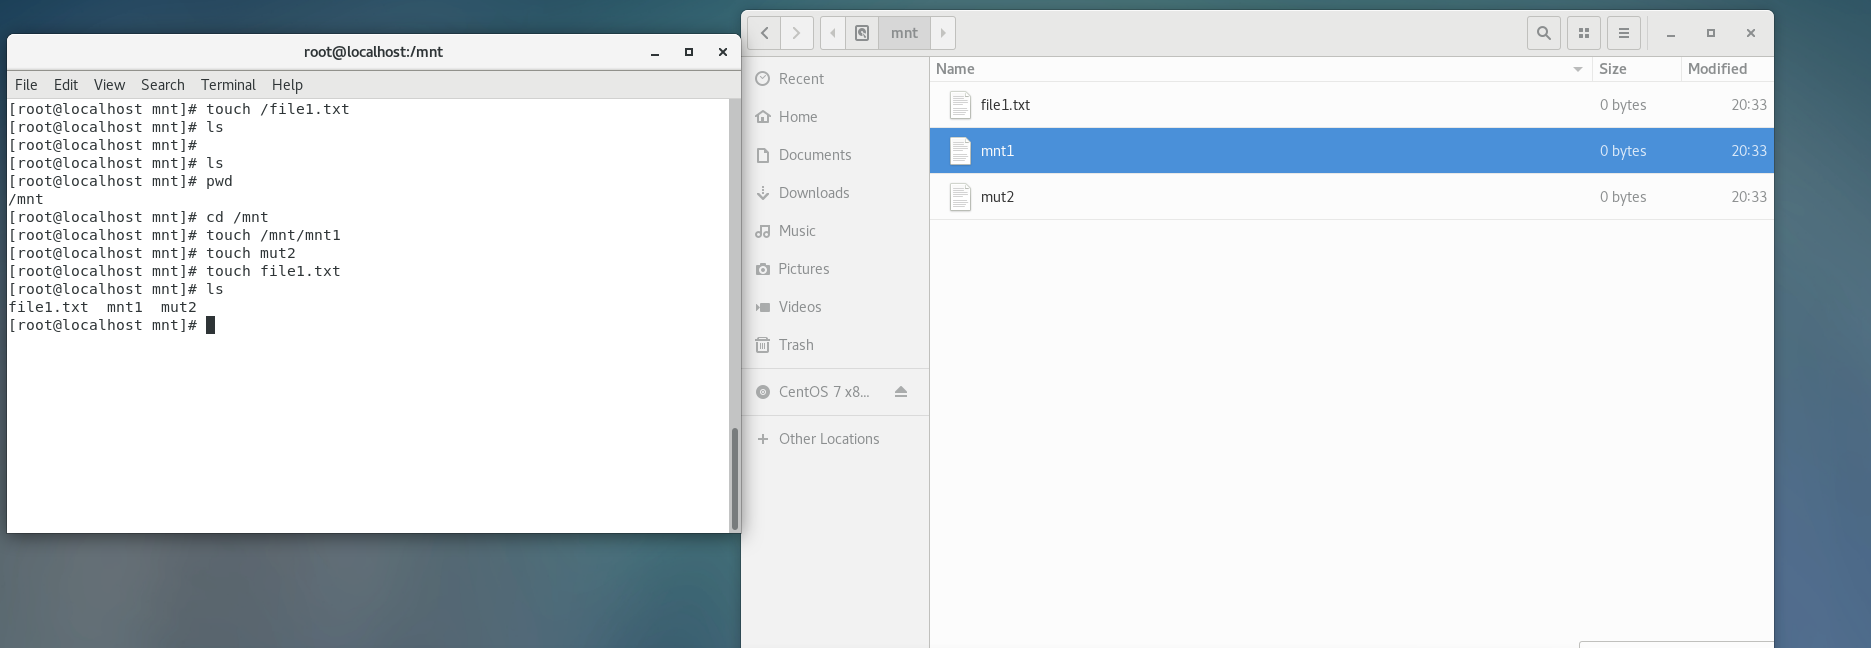 root@localhost:/mnt
File Edit View Search Terminal Help
[root@localhost mnt]# touch /file1.txt
[root@localhost mnt]# ls
[root@localhost mnt]#
[root@localhost mnt]# ls
[root@localhost mnt]# pwd
/mnt
[root@localhost mnt]# cd /mnt
[root@localhost mnt]# touch /mnt/mnt1
[root@localhost mnt]# touch mut2
[root@localhost mnt]# touch file1.txt
[root@localhost mnt]# ls
file1.txt  mnt1  mut2
[root@localhost mnt]#
mnt
Recent
Home
Documents
Downloads
Music
Pictures
Videos
Trash
CentOS 7 x8...
Other Locations
Name Size Modified
file1.txt 0 bytes 20:33
mnt1 0 bytes 20:33
mut2 0 bytes 20:33